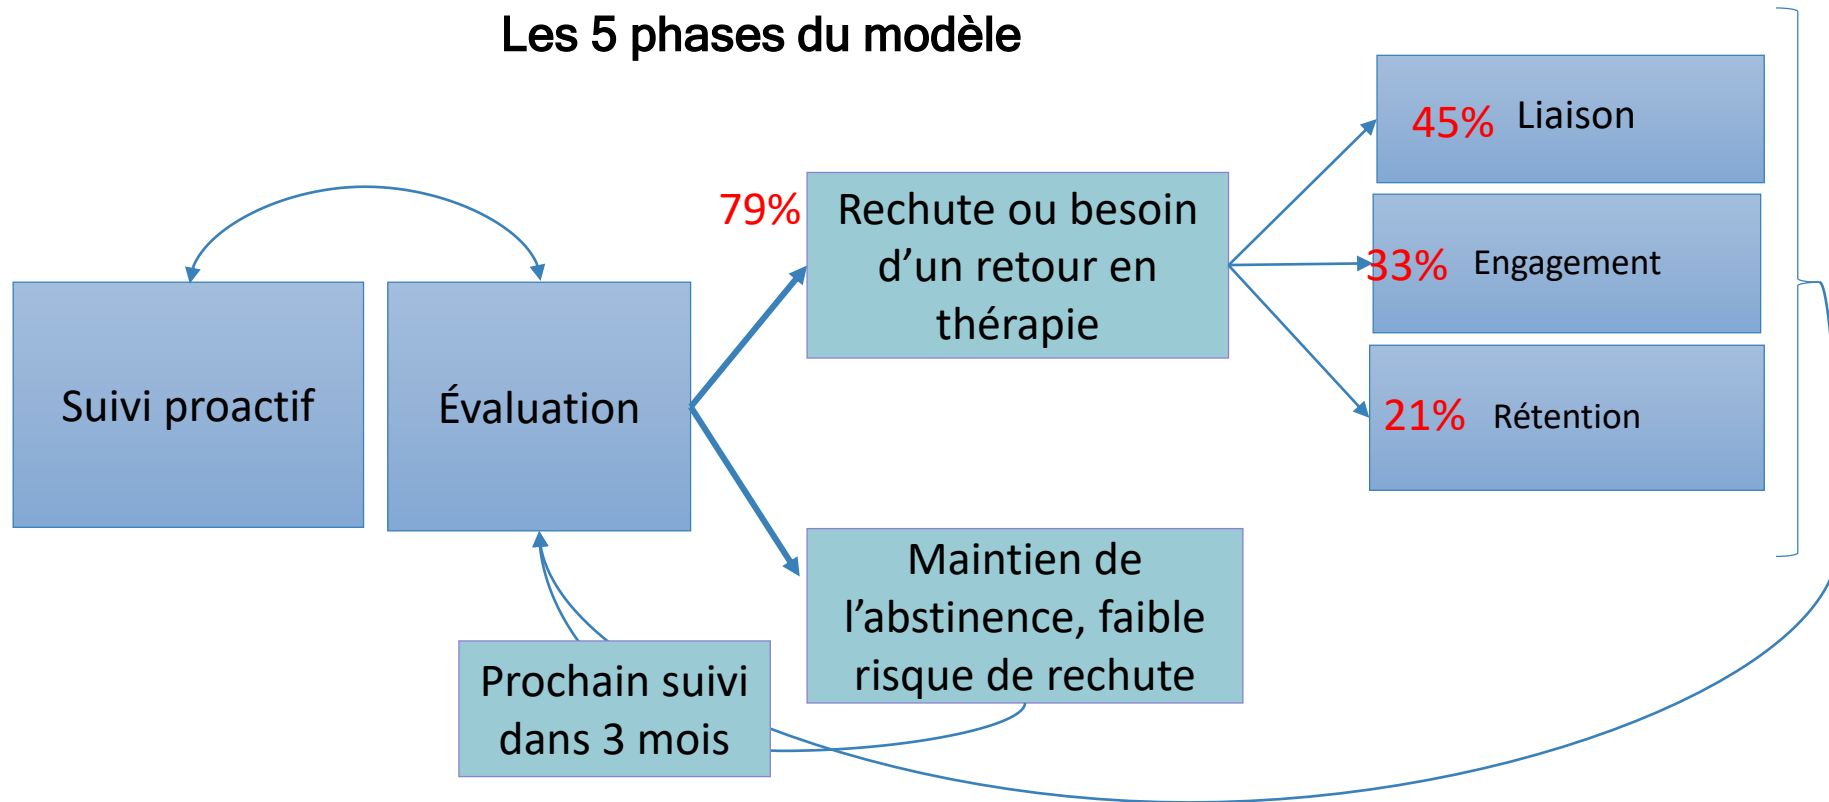 Les 5 phases du modèle
Suivi proactif
Évaluation
79%
Rechute ou besoin
d’un retour en
thérapie
45% Liaison
33% Engagement
21% Rétention
Maintien de
l’abstinence, faible
risque de rechute
Prochain suivi
dans 3 mois